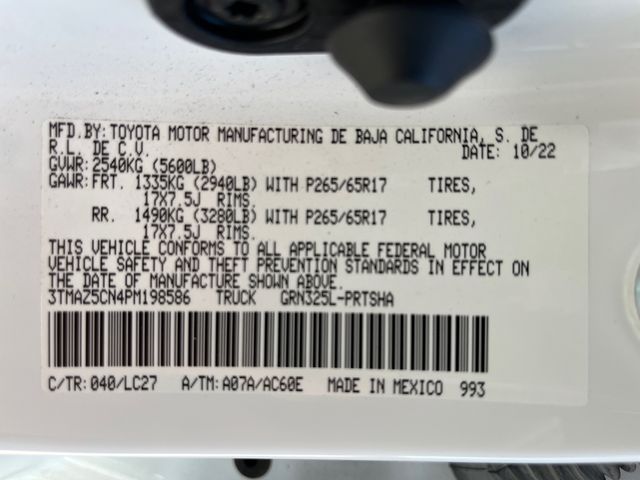 MFD.BY:TOYOTA MOTOR MANUFACTURING DE BAJA CALIFORNIA, S. DE
R.L. DE C.V. DATE: 10/22
GVWR:2540KG (5600LB)
GAWR:FRT. 1335KG (2940LB) WITH P265/65R17 TIRES,
17X7.5J RIMS.
RR. 1490KG (3280LB) WITH P265/65R17 TIRES,
17X7.5J RIMS.
THIS VEHICLE CONFORMS TO ALL APPLICABLE FEDERAL MOTOR
VEHICLE SAFETY AND THEFT PREVENTION STANDARDS IN EFFECT ON
THE DATE OF MANUFACTURE SHOWN ABOVE.
3TMAZ5CN4PM198586 TRUCK GRN325L-PRTSHA
C/TR:040/LC27 A/TM:A07A/AC60E MADE IN MEXICO 993